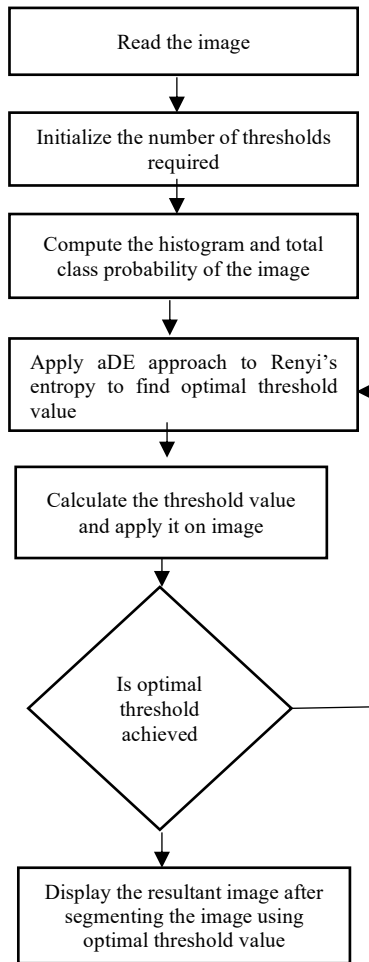 Read the image
Initialize the number of thresholds
required
Compute the histogram and total
class probability of the image
Apply aDE approach to Renyi's
entropy to find optimal threshold
value
Calculate the threshold value
and apply it on image
Is optimal
threshold
achieved
Display the resultant image after
segmenting the image using
optimal threshold value